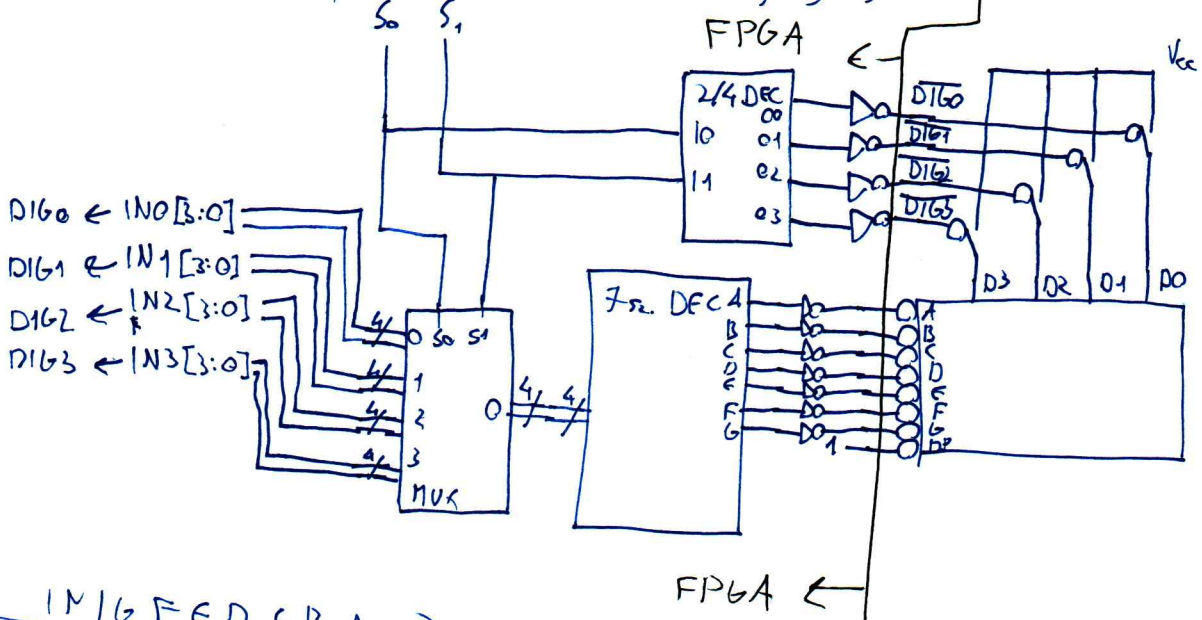 S0 S1
FPGA
←
Vcc
2/4 DEC
I0
I1
00
01
02
03
DIG0
DIG1
DIG2
DIG3
DIG0 ← IN0[3:0]
DIG1 ← IN1[3:0]
DIG2 ← IN2[3:0]
DIG3 ← IN3[3:0]
4
4
4
4
0 S0 S1
1
2
3
O
MUX
4 4
7 DEC A
B
C
D
E
F
G
1
D3 D2 D1 D0
A
B
C
D
E
F
G
DP
FPGA ←